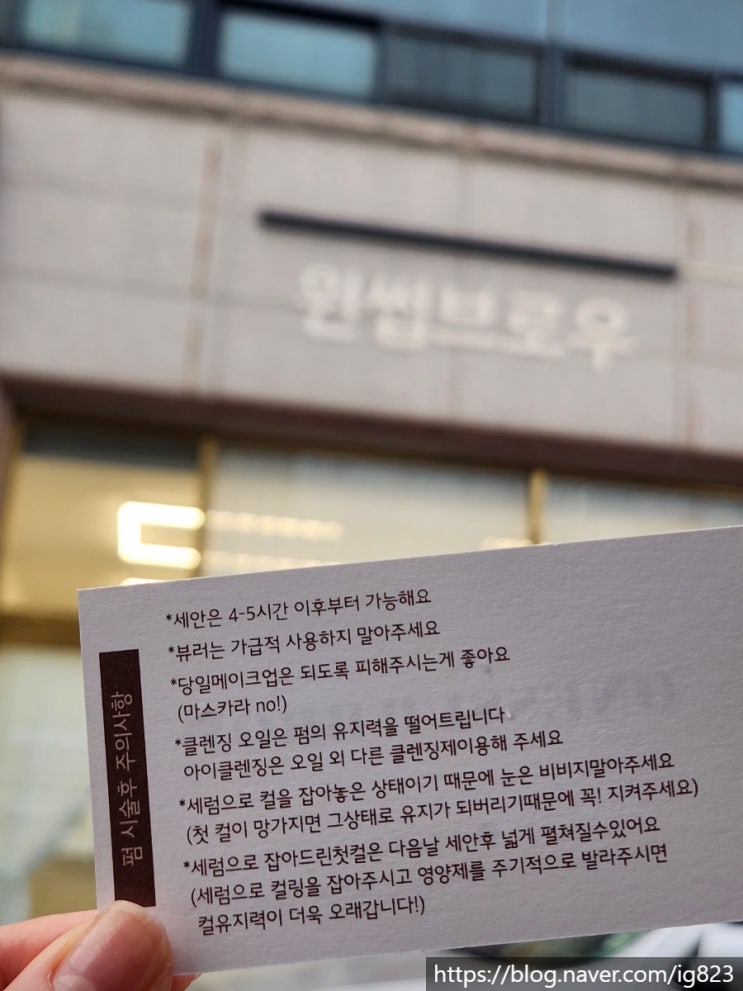 원썸브로우
펌 시술후 주의사항
*세안은 4-5시간 이후부터 가능해요
*뷰러는 가급적 사용하지 말아주세요
*당일메이크업은 되도록 피해주시는게 좋아요
(마스카라 no!)
*클렌징 오일은 펌의 유지력을 떨어트립니다
아이클렌징은 오일 외 다른 클렌징제이용해 주세요
*세럼으로 컬을 잡아놓은 상태이기 때문에 눈은 비비지말아주세요
(첫 컬이 망가지면 그상태로 유지가 되버리기때문에 꼭! 지켜주세요)
*세럼으로 잡아드린첫컬은 다음날 세안후 넓게 펼쳐질수있어요
(세럼으로 컬링을 잡아주시고 영양제를 주기적으로 발라주시면
컬유지력이 더욱 오래갑니다!)
https://blog.naver.com/ig823